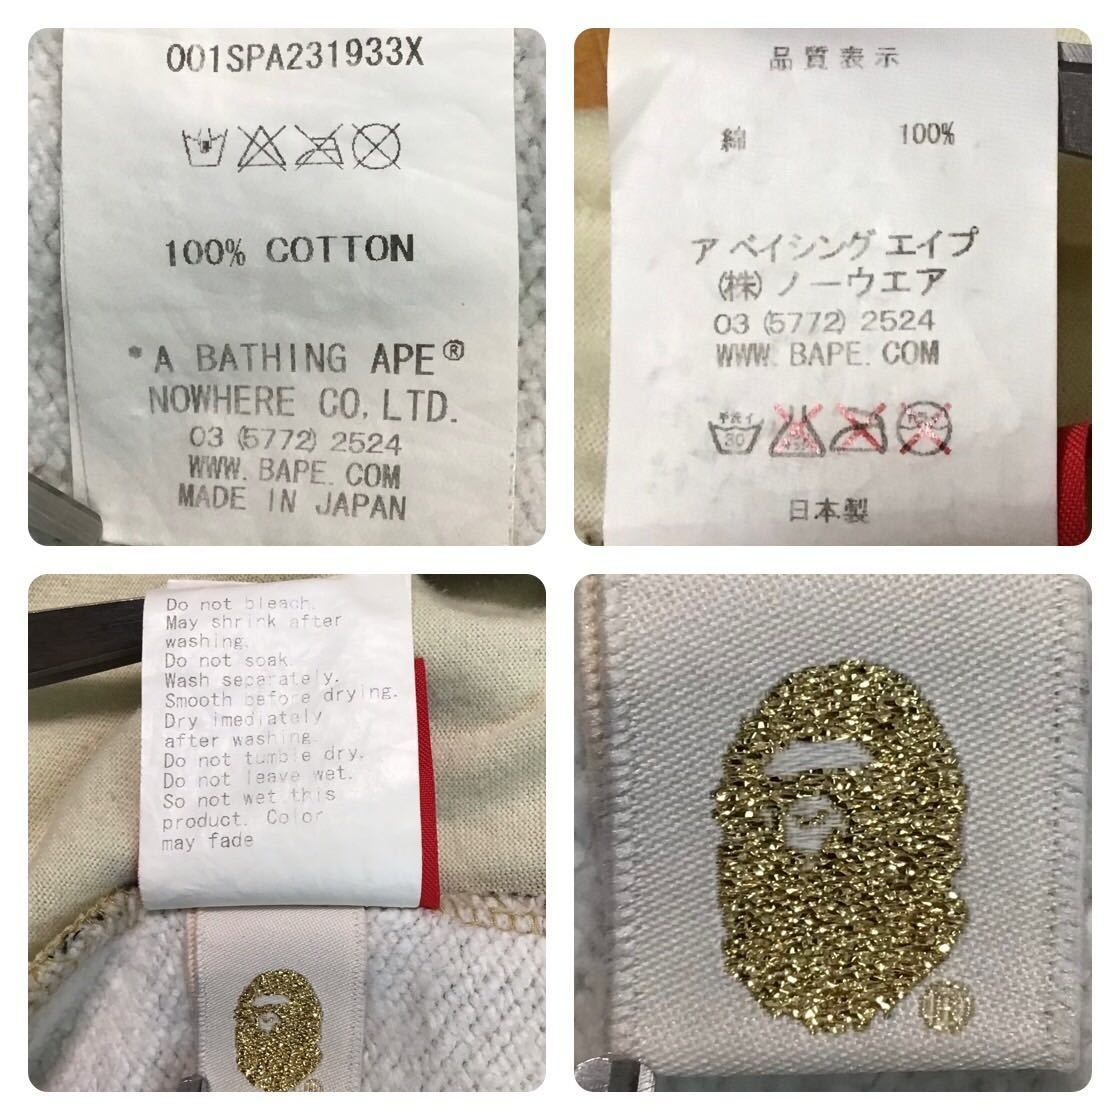 001SPA231933X
100% COTTON
*A BATHING APE®
NOWHERE CO, LTD.
03 (5772) 2524
WWW. BAPE. COM
MADE IN JAPAN
品質表示
綿 100%
ア ベイシング エイプ
(株) ノーウエア
03 (5772) 2524
WWW. BAPE. COM
手洗イ
30
日本製
Do not bleach.
May shrink after
washing.
Do not soak.
Wash separately.
Smooth before drying.
Dry imediately
after washing.
Do not tumble dry.
Do not leave wet.
So not wet this
product. Color
may fade
®